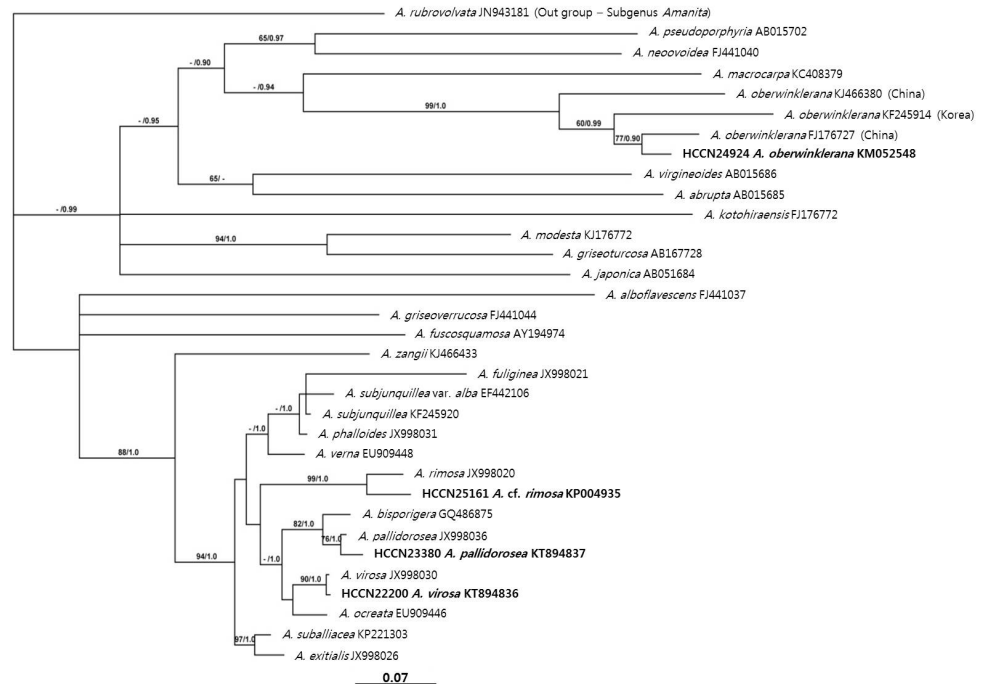 A. rubrovolvata JN943181 (Out group – Subgenus Amanita)
65/0.97
A. pseudoporphyria AB015702
A. neoovoidea FJ441040
- /0.90
A. macrocarpa KC408379
- /0.94
A. oberwinklerana KJ466380 (China)
99/1.0
A. oberwinklerana KF245914 (Korea)
- /0.95
60/0.99
A. oberwinklerana FJ176727 (China)
77/0.90
HCCN24924 A. oberwinklerana KM052548
A. virgineoides AB015686
65/ -
A. abrupta AB015685
- /0.99
A. kotohiraensis FJ176772
A. modesta KJ176772
94/1.0
A. griseoturcosa AB167728
A. japonica AB051684
A. alboflavescens FJ441037
A. griseoverrucosa FJ441044
A. fuscosquamosa AY194974
A. zangii KJ466433
A. fuliginea JX998021
A. subjunquillea var. alba EF442106
- /1.0
A. subjunquillea KF245920
- /1.0
A. phalloides JX998031
88/1.0
A. verna EU909448
A. rimosa JX998020
99/1.0
HCCN25161 A. cf. rimosa KP004935
A. bisporigera GQ486875
82/1.0
A. pallidorosea JX998036
76/1.0
HCCN23380 A. pallidorosea KT894837
94/1.0
- /1.0
A. virosa JX998030
90/1.0
HCCN22200 A. virosa KT894836
A. ocreata EU909446
A. suballiacea KP221303
97/1.0
A. exitialis JX998026
0.07